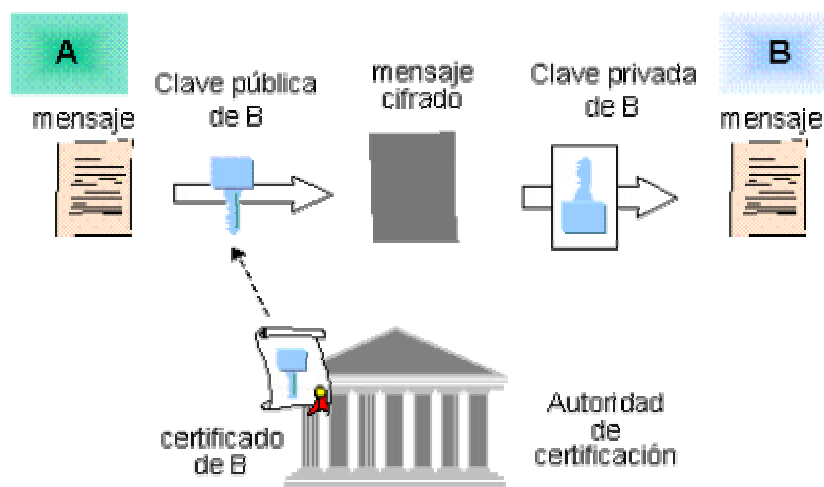 A
B
Clave pública
de B
mensaje
cifrado
Clave privada
de B
mensaje
mensaje
certificado
de B
Autoridad
de
certificación